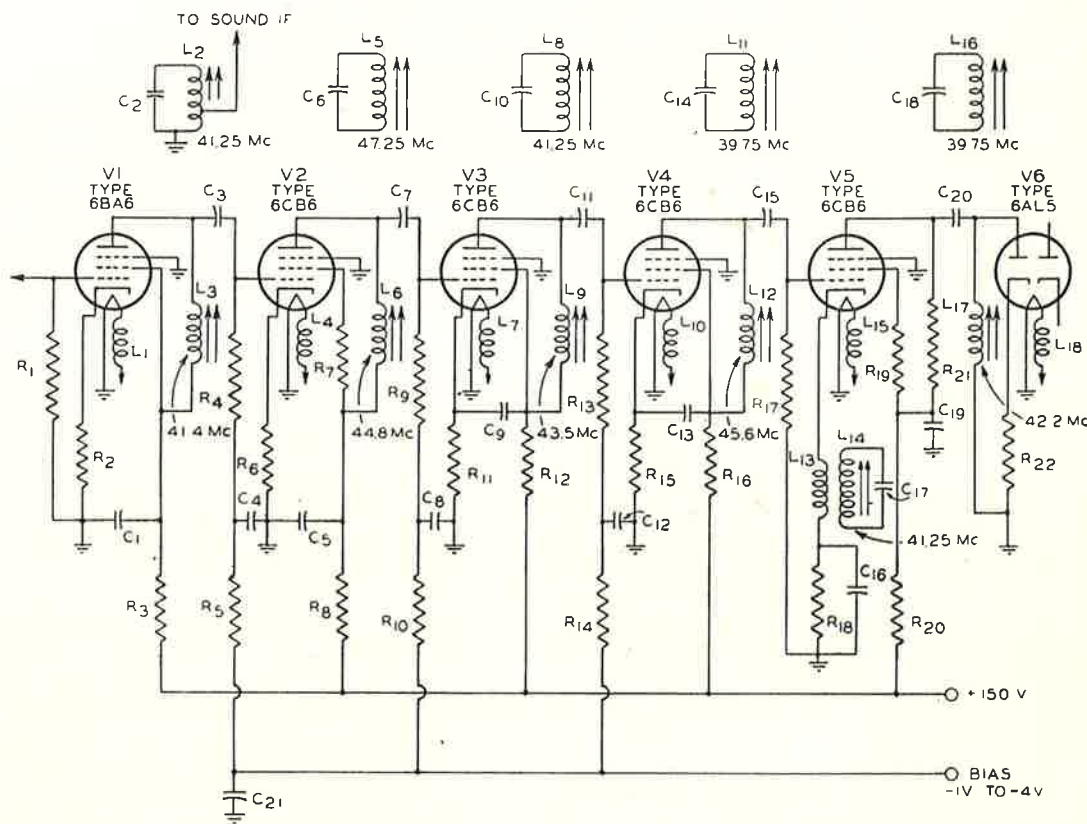 TO SOUND IF
L2
C2
41.25 Mc
L5
C6
47.25 Mc
L8
C10
41.25 Mc
L11
C14
39.75 Mc
L16
C18
39.75 Mc
V1
TYPE
6BA6
C3
V2
TYPE
6CB6
C7
V3
TYPE
6CB6
C11
V4
TYPE
6CB6
C15
V5
TYPE
6CB6
C20
V6
TYPE
6AL5
L3
L6
L9
L12
L17
L1
L4
L7
L10
L15
L18
R1
R4
R7
R9
R13
R17
R19
R21
41.4 Mc
44.8 Mc
43.5 Mc
45.6 Mc
42.2 Mc
C9
C13
C19
R2
R6
R11
R12
R15
R16
L13
L14
C17
R22
41.25 Mc
C1
C4
C5
C8
C12
C16
R3
R5
R8
R10
R14
R18
R20
+150 V
BIAS
-1V TO -4V
C21